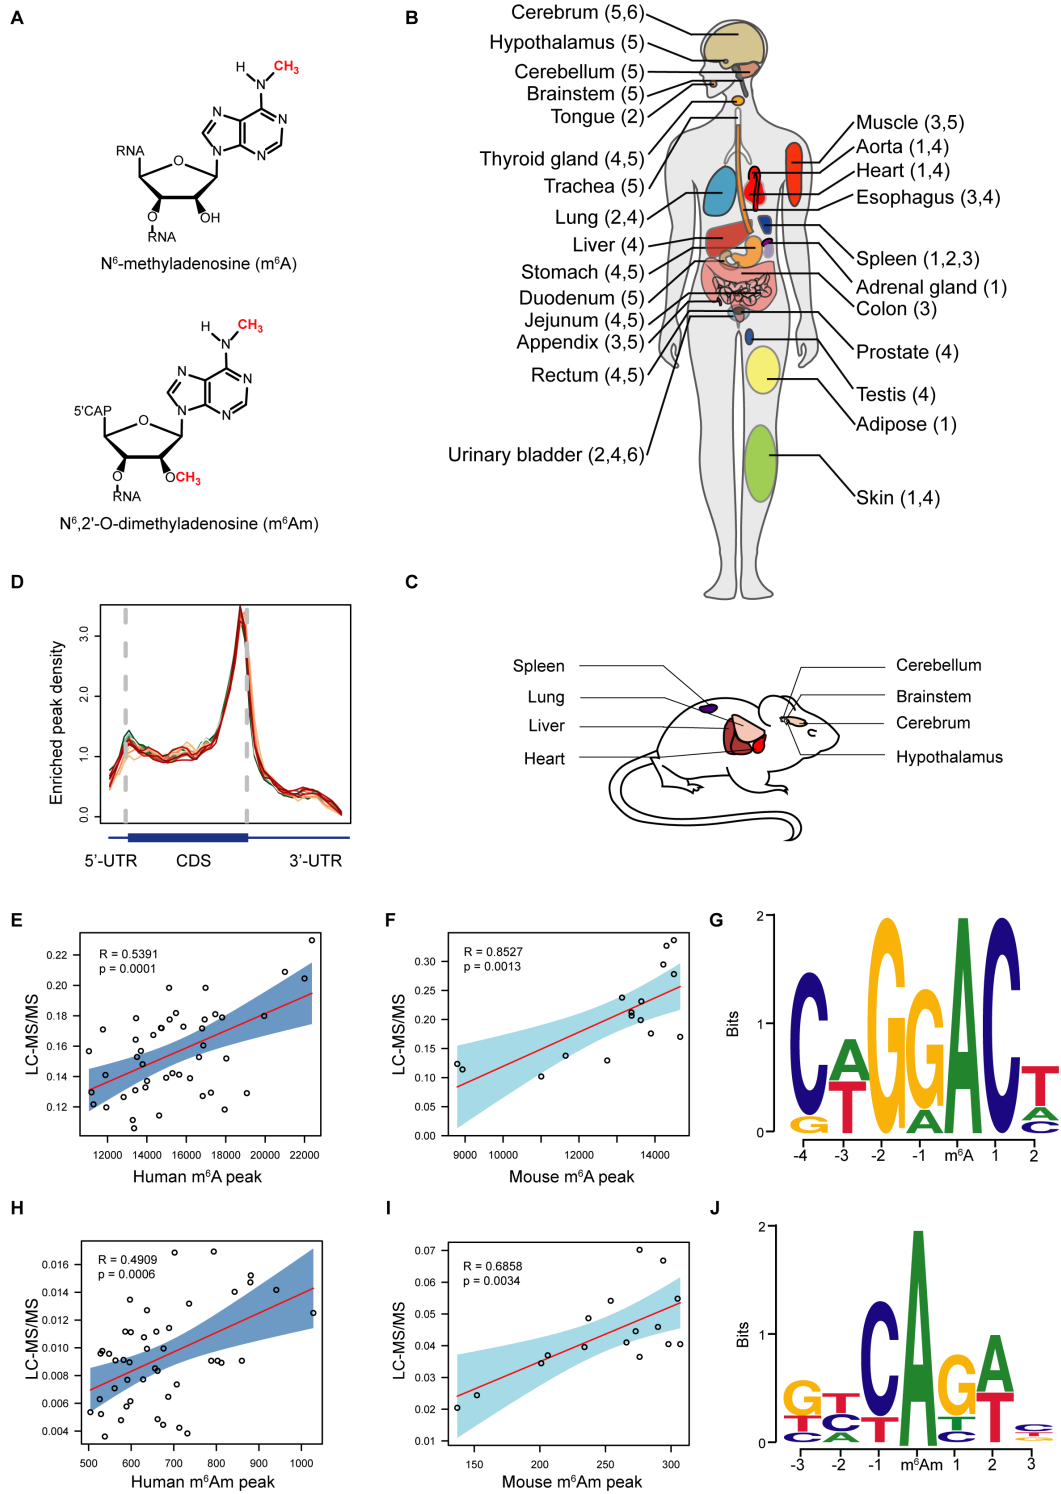 A
H
N
CH₃
N
N
N
N
RNA
O
O
OH
RNA
N⁶-methyladenosine (m⁶A)
H
N
CH₃
N
N
N
N
5'CAP
O
O
OCH₃
RNA
N⁶,2'-O-dimethyladenosine (m⁶Am)
B
Cerebrum (5,6)
Hypothalamus (5)
Cerebellum (5)
Brainstem (5)
Tongue (2)
Thyroid gland (4,5)
Trachea (5)
Lung (2,4)
Liver (4)
Stomach (4,5)
Duodenum (5)
Jejunum (4,5)
Appendix (3,5)
Rectum (4,5)
Urinary bladder (2,4,6)
Muscle (3,5)
Aorta (1,4)
Heart (1,4)
Esophagus (3,4)
Spleen (1,2,3)
Adrenal gland (1)
Colon (3)
Prostate (4)
Testis (4)
Adipose (1)
Skin (1,4)
D
Enriched peak density
3.0
2.0
1.0
0.0
5'-UTR CDS 3'-UTR
C
Spleen
Lung
Liver
Heart
Cerebellum
Brainstem
Cerebrum
Hypothalamus
E
R = 0.5391
p = 0.0001
LC-MS/MS
0.22
0.20
0.18
0.16
0.14
0.12
12000 14000 16000 18000 20000 22000
Human m⁶A peak
F
R = 0.8527
p = 0.0013
LC-MS/MS
0.30
0.25
0.20
0.15
0.10
0.05
0.00
8000 10000 12000 14000
Mouse m⁶A peak
G
Bits
2
1
0
C
G
A
T
G
G
A
A
C
T
A
C
-4 -3 -2 -1 m⁶A 1 2
H
R = 0.4909
p = 0.0006
LC-MS/MS
0.016
0.014
0.012
0.010
0.008
0.006
0.004
500 600 700 800 900 1000
Human m⁶Am peak
I
R = 0.6858
p = 0.0034
LC-MS/MS
0.07
0.06
0.05
0.04
0.03
0.02
0.01
150 200 250 300
Mouse m⁶Am peak
J
Bits
2
1
0
G
T
C
T
C
A
C
T
A
G
T
C
A
T
C
T
G
-3 -2 -1 m⁶Am 1 2 3